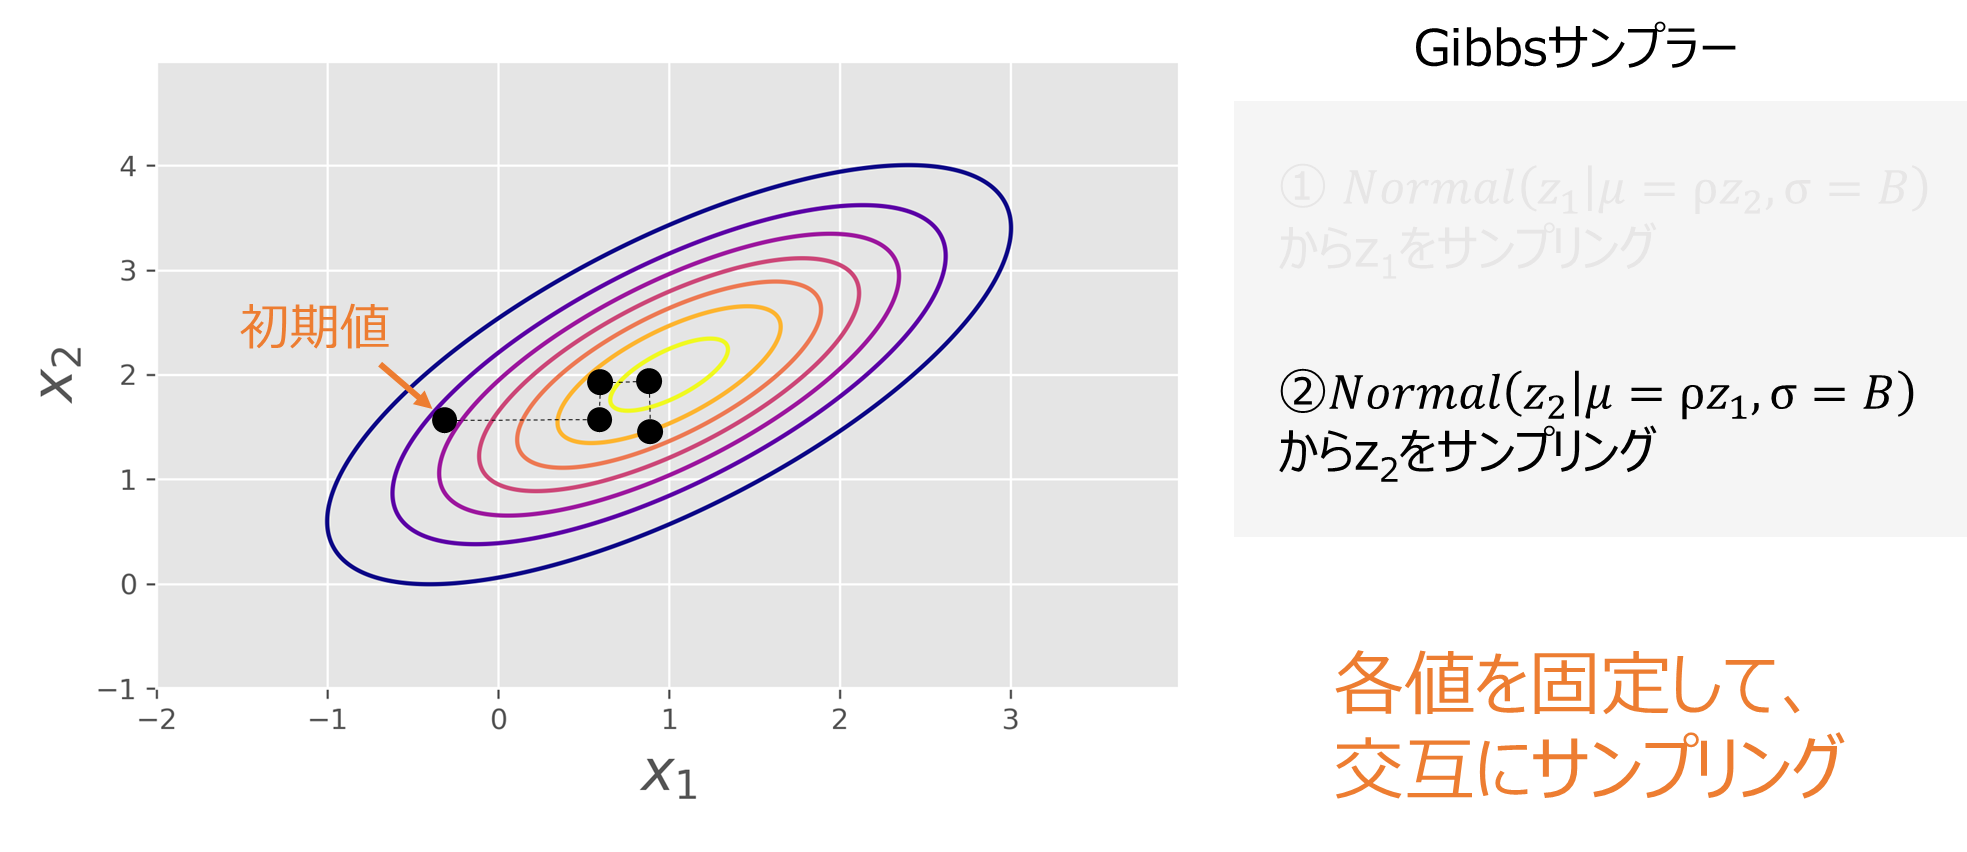 Gibbsサンプラー
① Normal(z₁|μ = ρz₂, σ = B)
からz₁をサンプリング
②Normal(z₂|μ = ρz₁, σ = B)
からz₂をサンプリング
各値を固定して、
交互にサンプリング
初期値
4
3
2
1
0
−1
x₂
−2
−1
0
1
2
3
x₁